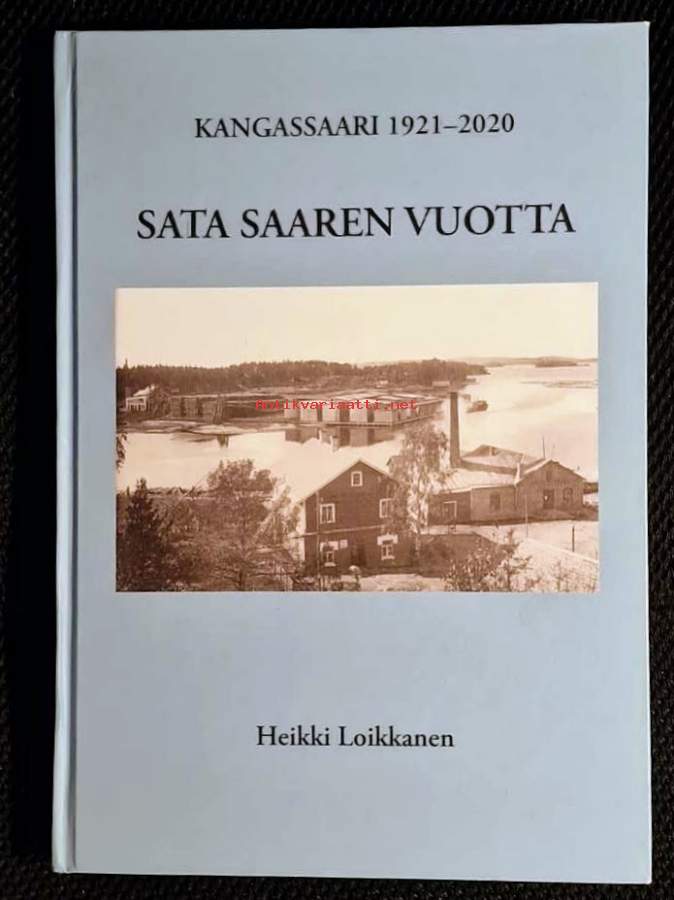 KANGASSAARI 1921–2020
SATA SAAREN VUOTTA
antikvariaatti.net
Heikki Loikkanen